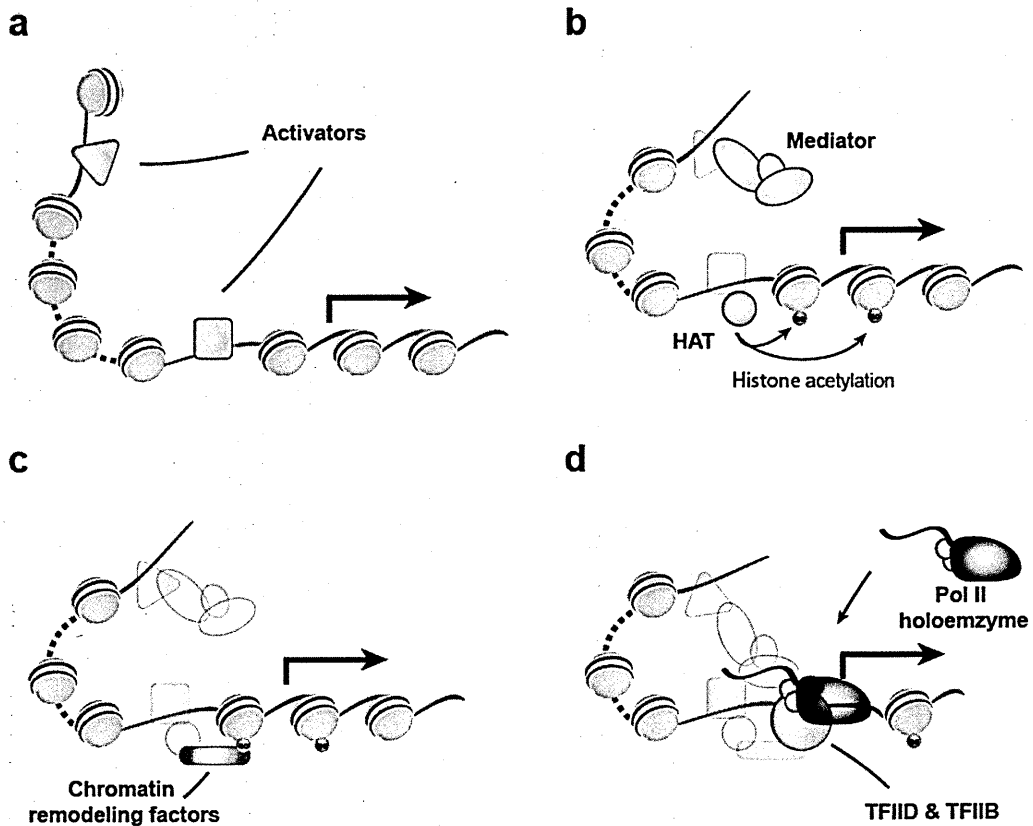 a
Activators
b
Mediator
HAT
Histone acetylation
c
Chromatin
remodeling factors
d
Pol II
holoemzyme
TFIID & TFIIB